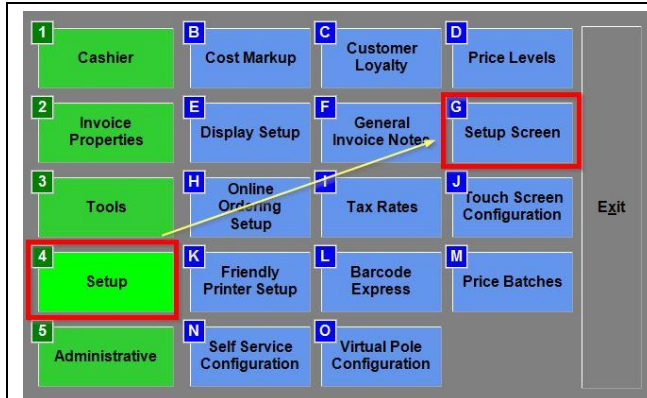 1
Cashier
B
Cost Markup
C
Customer
Loyalty
D
Price Levels
2
Invoice
Properties
E
Display Setup
F
General
Invoice Notes
G
Setup Screen
3
Tools
H
Online
Ordering
Setup
I
Tax Rates
J
Touch Screen
Configuration
Exit
4
Setup
K
Friendly
Printer Setup
L
Barcode
Express
M
Price Batches
5
Administrative
N
Self Service
Configuration
O
Virtual Pole
Configuration